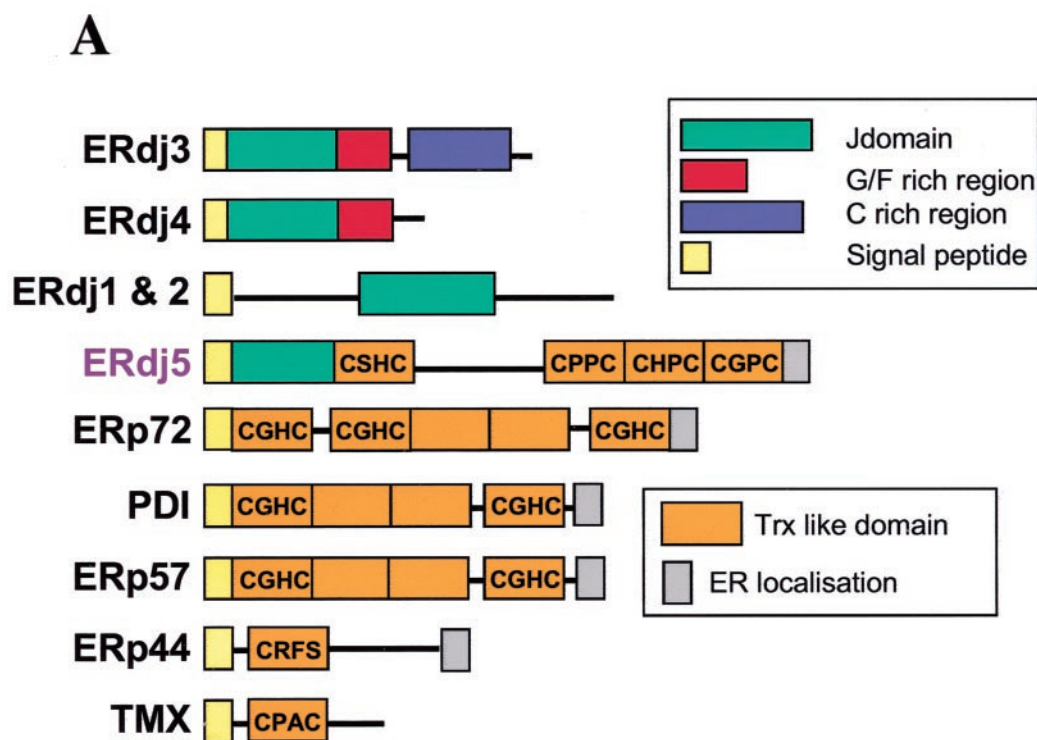 A
ERdj3
ERdj4
ERdj1 & 2
ERdj5 CSHC CPPC CHPC CGPC
ERp72 CGHC CGHC CGHC
PDI CGHC CGHC
ERp57 CGHC CGHC
ERp44 CRFS
TMX CPAC
Jdomain
G/F rich region
C rich region
Signal peptide
Trx like domain
ER localisation